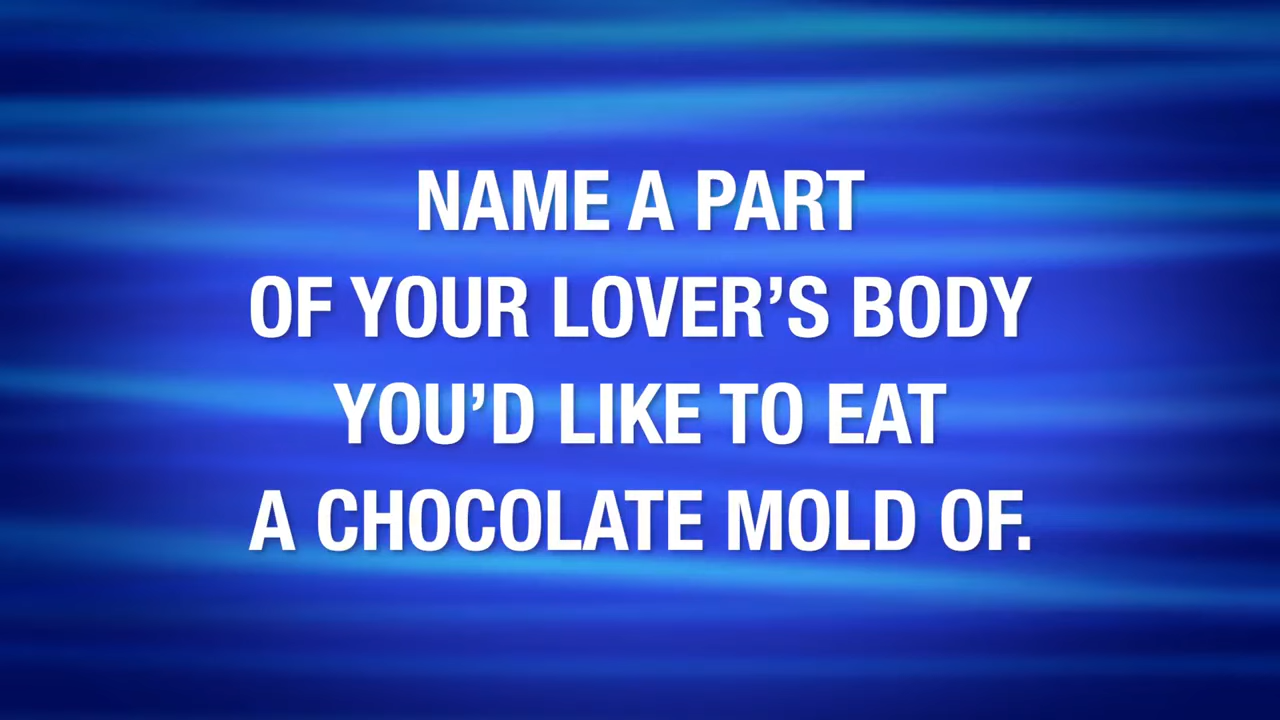 NAME A PART
OF YOUR LOVER’S BODY
YOU’D LIKE TO EAT
A CHOCOLATE MOLD OF.